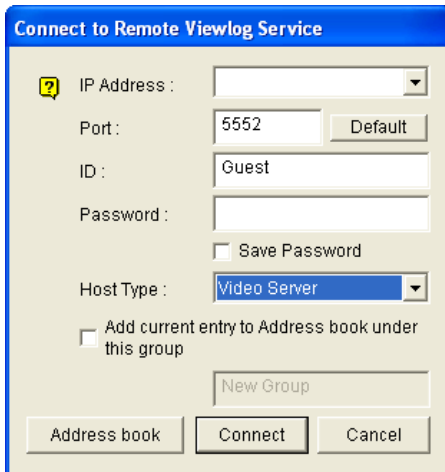 Connect to Remote Viewlog Service
IP Address :
Port :
5552
Default
ID :
Guest
Password :
Save Password
Host Type :
Video Server
Add current entry to Address book under
this group
New Group
Address book
Connect
Cancel